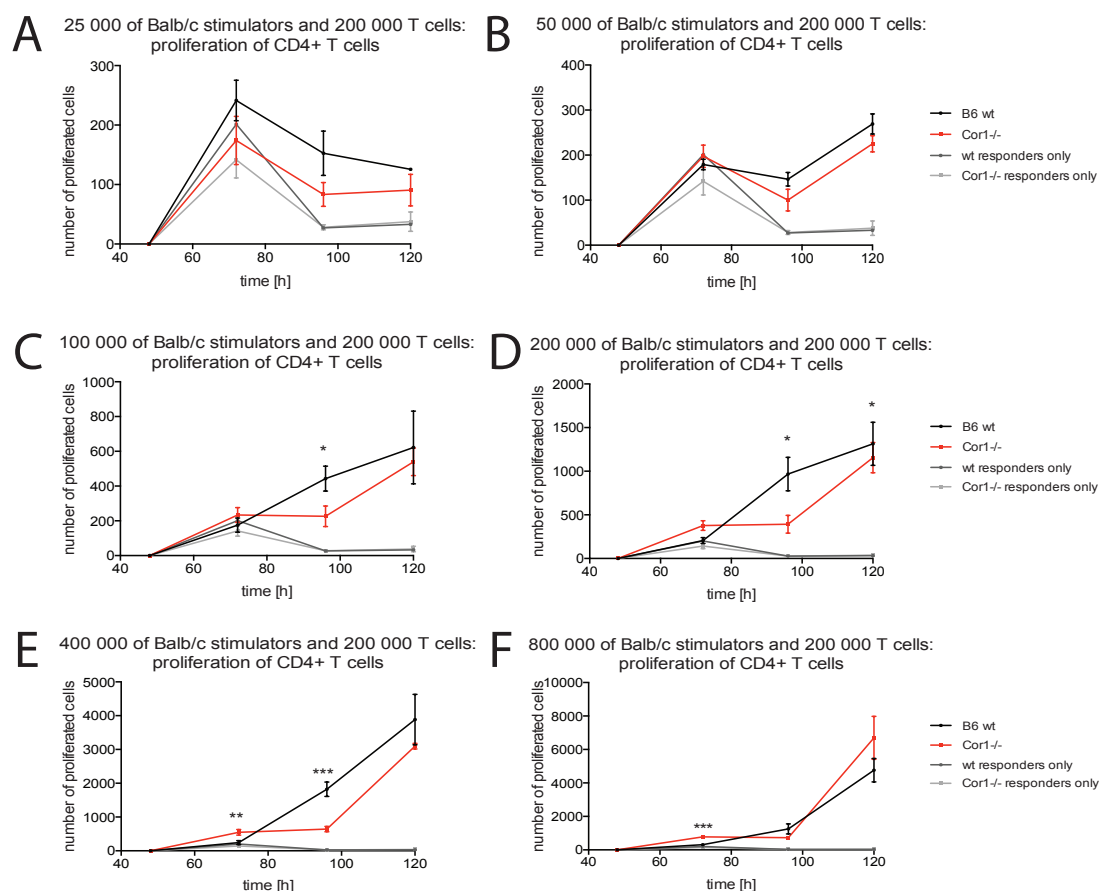 A
25 000 of Balb/c stimulators and 200 000 T cells:
proliferation of CD4+ T cells
number of proliferated cells
300
200
100
0
40
60
80
100
120
time [h]
B
50 000 of Balb/c stimulators and 200 000 T cells:
proliferation of CD4+ T cells
number of proliferated cells
400
300
200
100
0
40
60
80
100
120
time [h]
B6 wt
Cor1-/-
wt responders only
Cor1-/- responders only
C
100 000 of Balb/c stimulators and 200 000 T cells:
proliferation of CD4+ T cells
number of proliferated cells
1000
800
600
400
200
0
*
40
60
80
100
120
time [h]
D
200 000 of Balb/c stimulators and 200 000 T cells:
proliferation of CD4+ T cells
number of proliferated cells
2000
1500
1000
500
0
*
*
40
60
80
100
120
time [h]
B6 wt
Cor1-/-
wt responders only
Cor1-/- responders only
E
400 000 of Balb/c stimulators and 200 000 T cells:
proliferation of CD4+ T cells
number of proliferated cells
5000
4000
3000
2000
1000
0
**
***
40
60
80
100
120
time [h]
F
800 000 of Balb/c stimulators and 200 000 T cells:
proliferation of CD4+ T cells
number of proliferated cells
10000
8000
6000
4000
2000
0
***
40
60
80
100
120
time [h]
B6 wt
Cor1-/-
wt responders only
Cor1-/- responders only